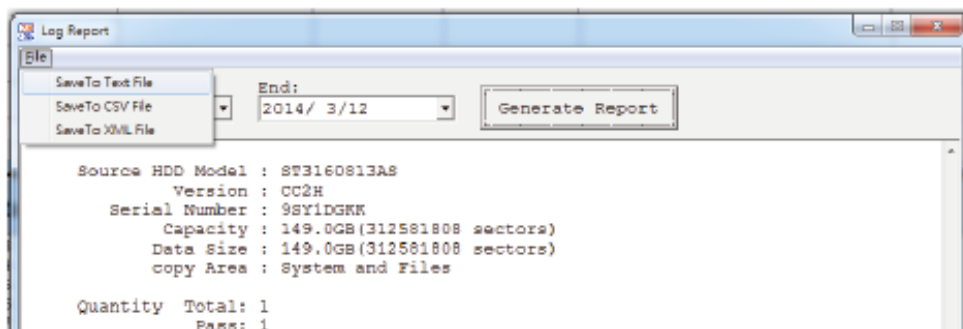 Log Report
File
SaveTo Text File
SaveTo CSV File
SaveTo XML File
End:
2014/ 3/12
Generate Report
Source HDD Model : ST3160813AS
Version : CC2H
Serial Number : 9SY1DGKK
Capacity : 149.0GB(312581808 sectors)
Data Size : 149.0GB(312581808 sectors)
copy Area : System and Files
Quantity Total: 1
Pass: 1